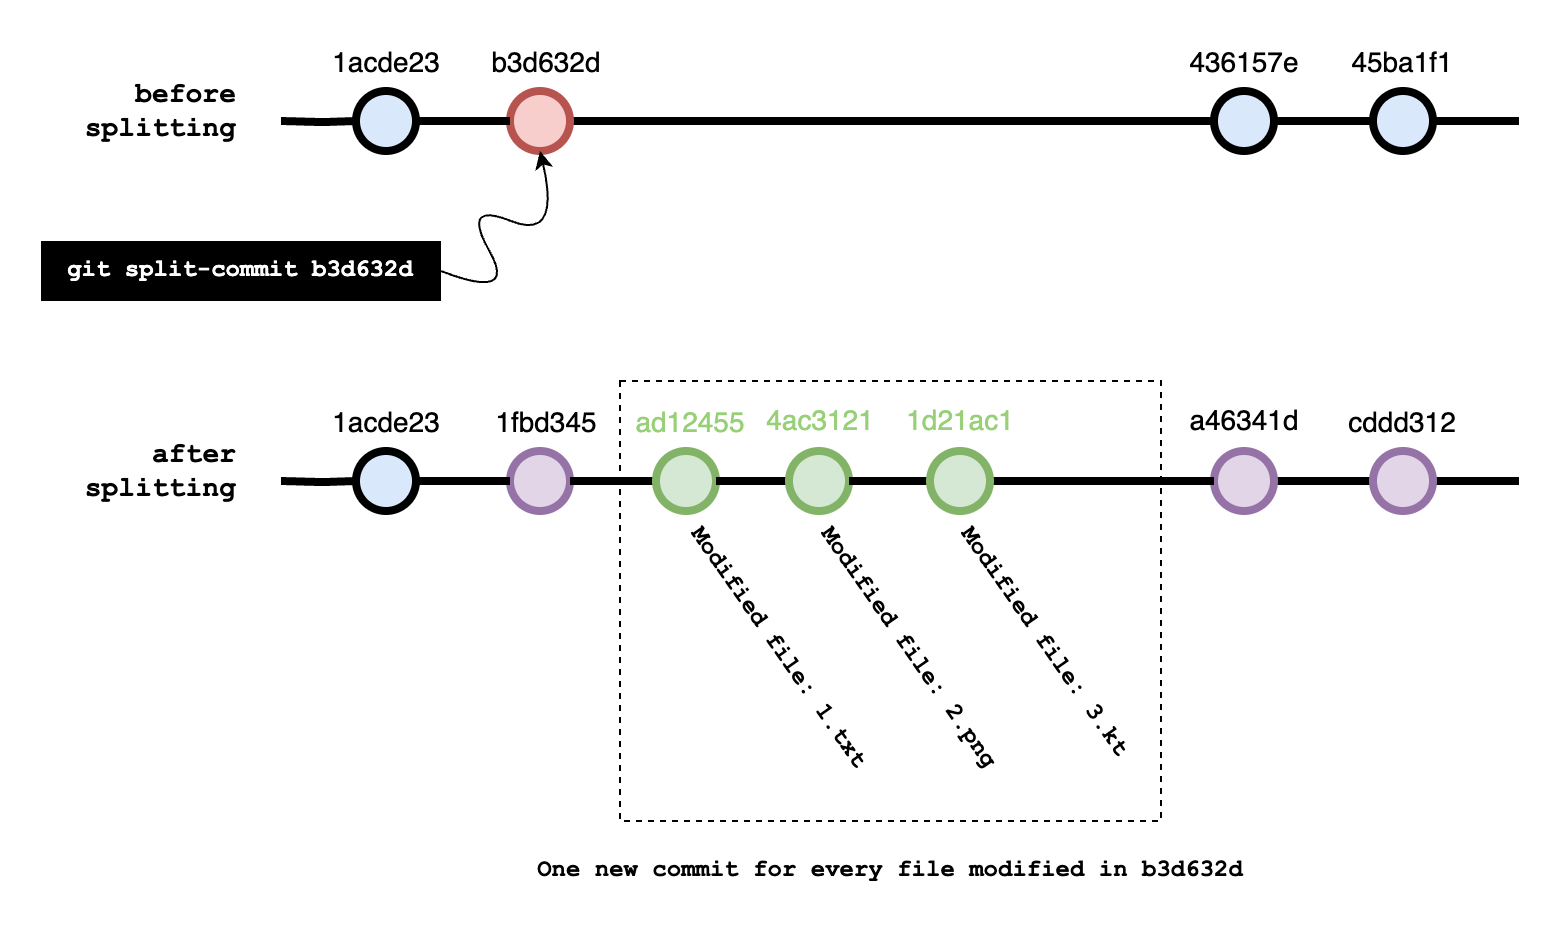 1acde23 b3d632d 436157e 45ba1f1
before
splitting
git split-commit b3d632d
1acde23 1fbd345 ad12455 4ac3121 1d21ac1 a46341d cddd312
after
splitting
Modified file: 1.txt
Modified file: 2.png
Modified file: 3.kt
One new commit for every file modified in b3d632d